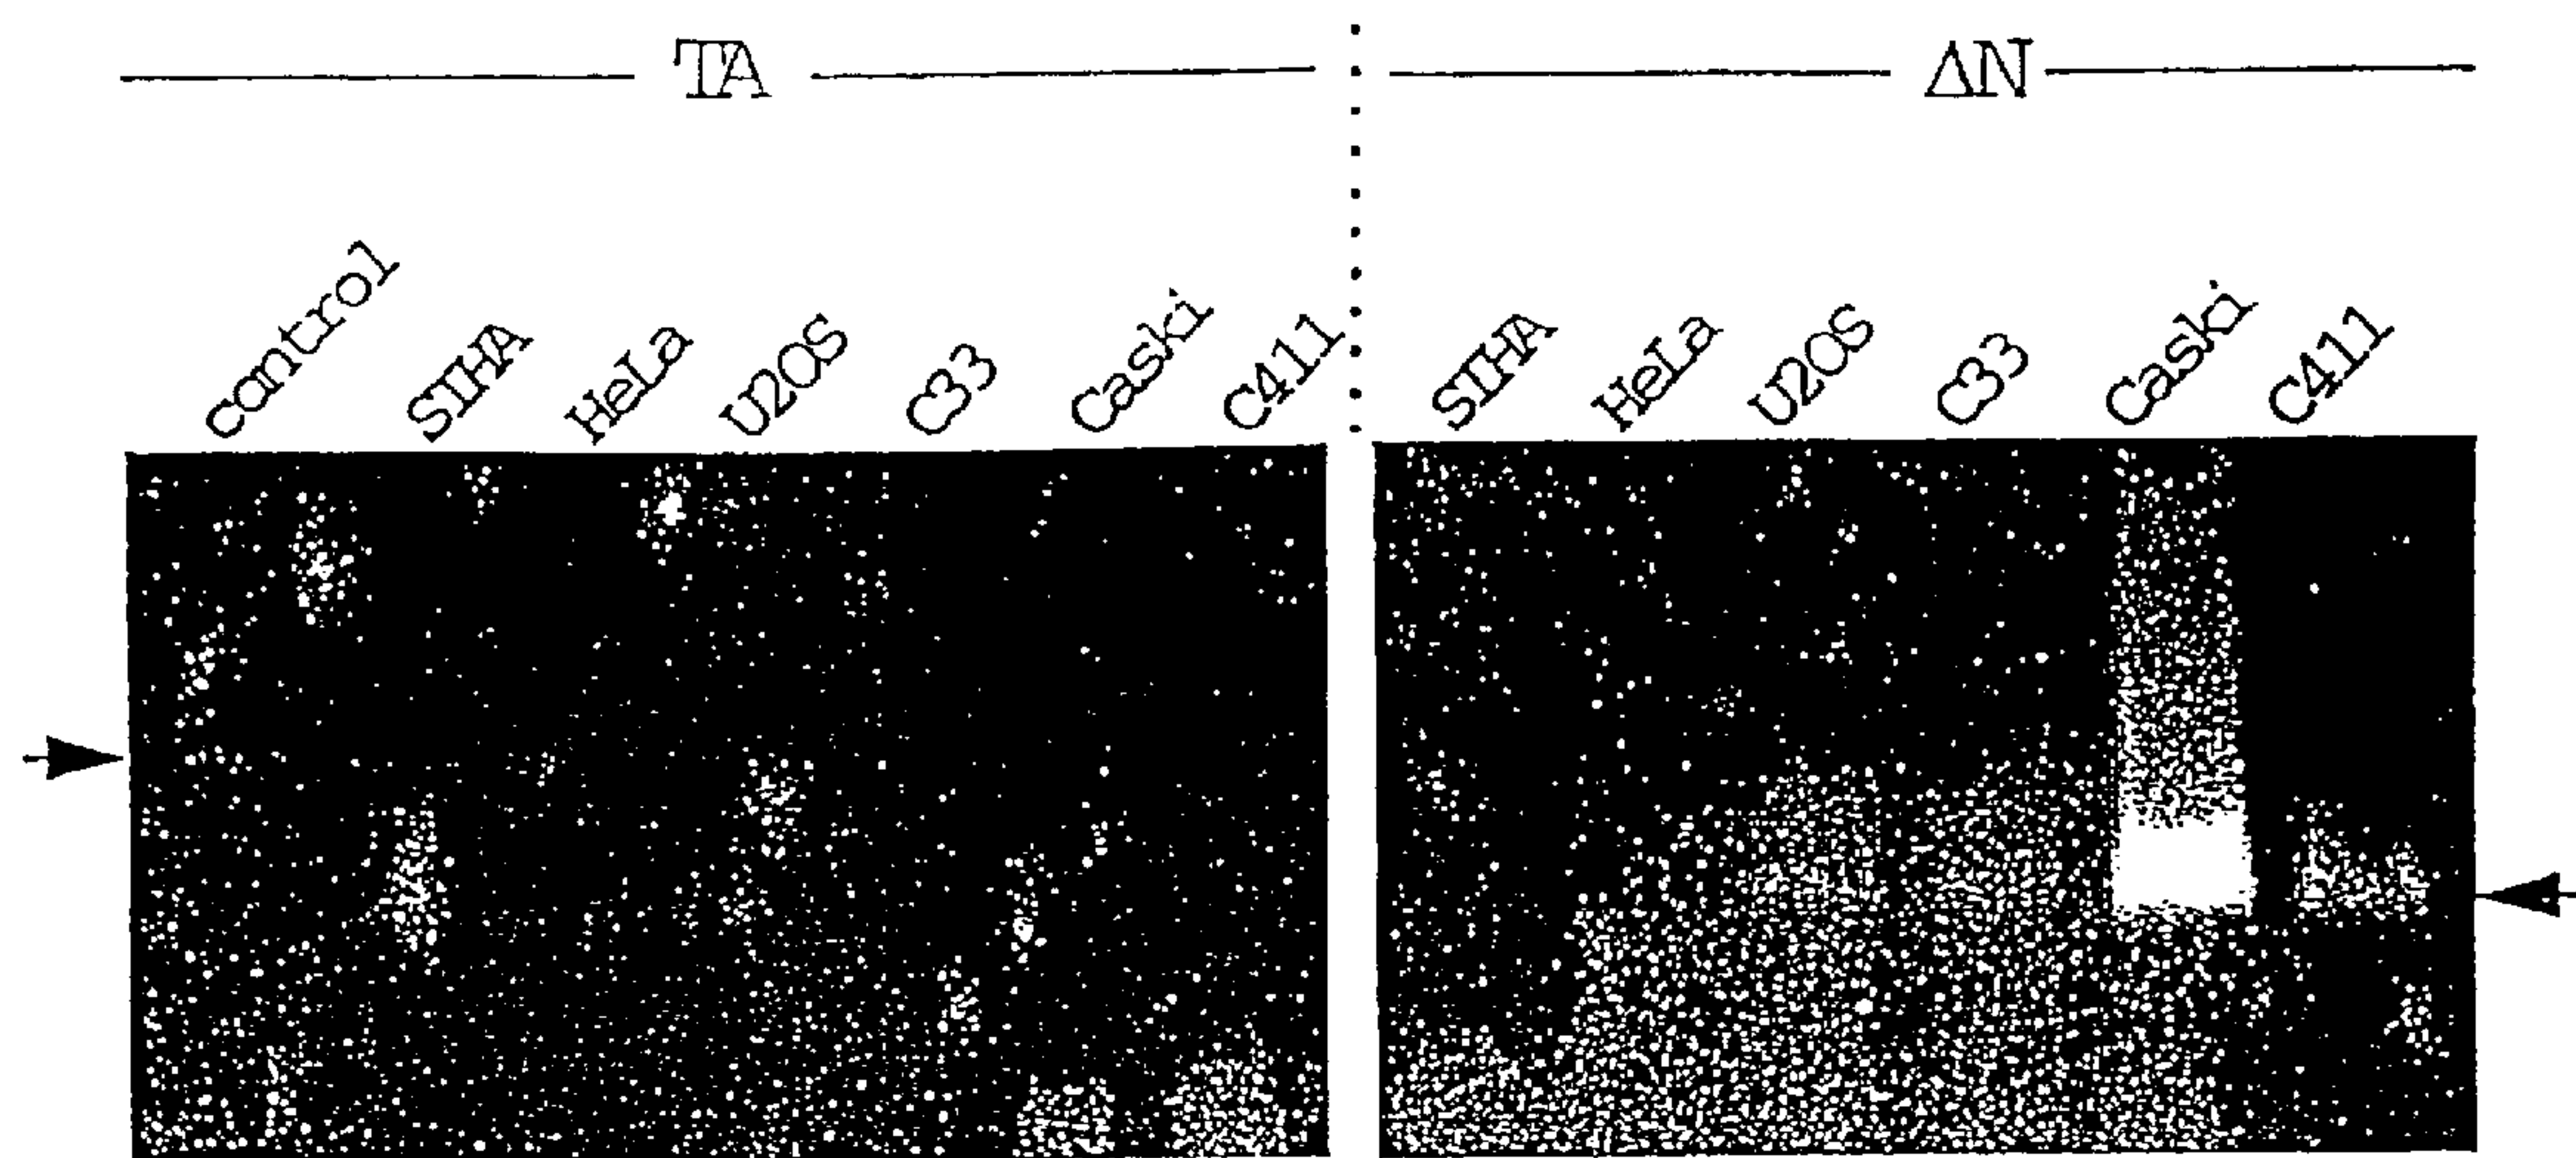 TA ΔN
control SIHA HeLa U2OS C33 Caski C411 SIHA HeLa U2OS C33 Caski C411